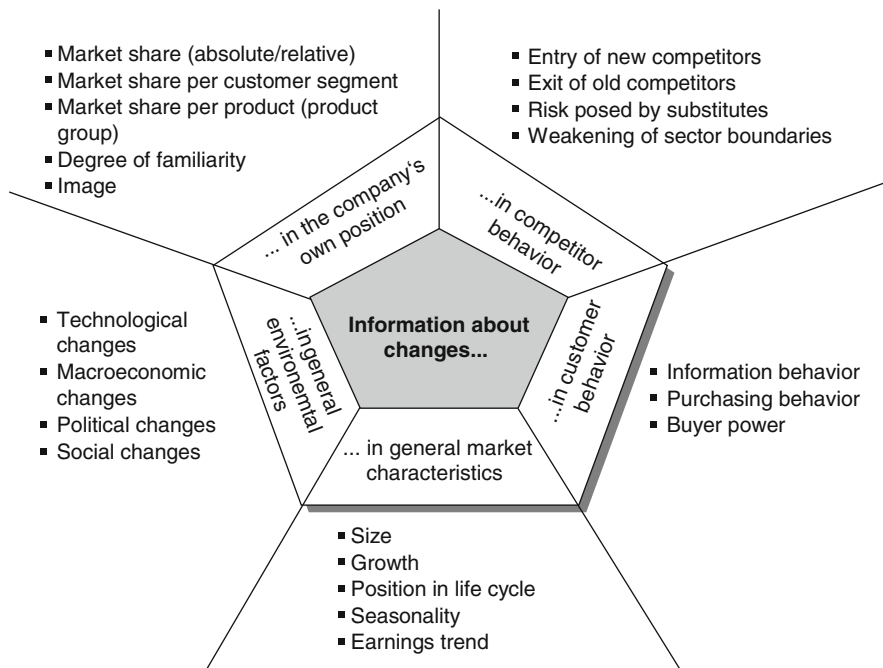 ▪ Market share (absolute/relative)
▪ Market share per customer segment
▪ Market share per product (product
group)
▪ Degree of familiarity
▪ Image
▪ Entry of new competitors
▪ Exit of old competitors
▪ Risk posed by substitutes
▪ Weakening of sector boundaries
... in the company‘s
own position
...in competitor
behavior
Information about
changes...
...in general
environemtal
factors
...in customer
behavior
... in general market
characteristics
▪ Technological
changes
▪ Macroeconomic
changes
▪ Political changes
▪ Social changes
▪ Information behavior
▪ Purchasing behavior
▪ Buyer power
▪ Size
▪ Growth
▪ Position in life cycle
▪ Seasonality
▪ Earnings trend